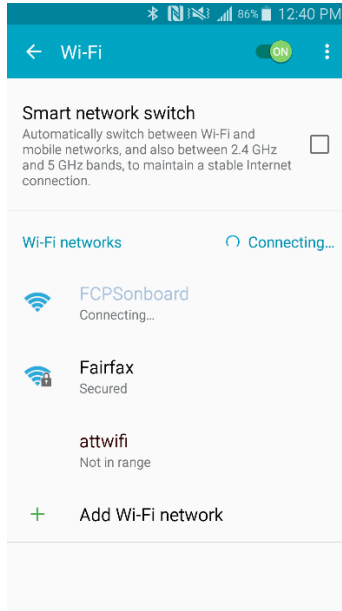 86% 12:40 PM
Wi-Fi ON
Smart network switch
Automatically switch between Wi-Fi and
mobile networks, and also between 2.4 GHz
and 5 GHz bands, to maintain a stable Internet
connection.
Wi-Fi networks Connecting...
FCPSonboard
Connecting...
Fairfax
Secured
attwifi
Not in range
Add Wi-Fi network